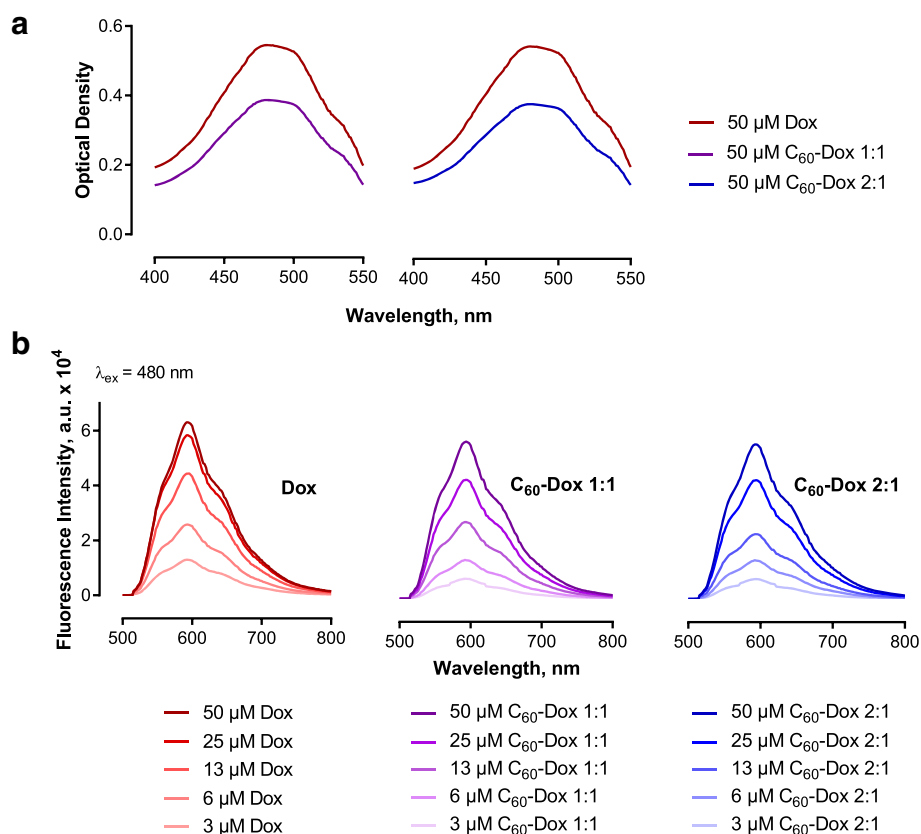 a
Optical Density
0.6
0.4
0.2
0.0
400 450 500 550
400 450 500 550
Wavelength, nm
50 µM Dox
50 µM C₆₀-Dox 1:1
50 µM C₆₀-Dox 2:1
b
Fluorescence Intensity, a.u. x 10⁴
λₑₓ = 480 nm
6
4
2
0
Dox
C₆₀-Dox 1:1
C₆₀-Dox 2:1
500 600 700 800
500 600 700 800
500 600 700 800
Wavelength, nm
50 µM Dox
25 µM Dox
13 µM Dox
6 µM Dox
3 µM Dox
50 µM C₆₀-Dox 1:1
25 µM C₆₀-Dox 1:1
13 µM C₆₀-Dox 1:1
6 µM C₆₀-Dox 1:1
3 µM C₆₀-Dox 1:1
50 µM C₆₀-Dox 2:1
25 µM C₆₀-Dox 2:1
13 µM C₆₀-Dox 2:1
6 µM C₆₀-Dox 2:1
3 µM C₆₀-Dox 2:1